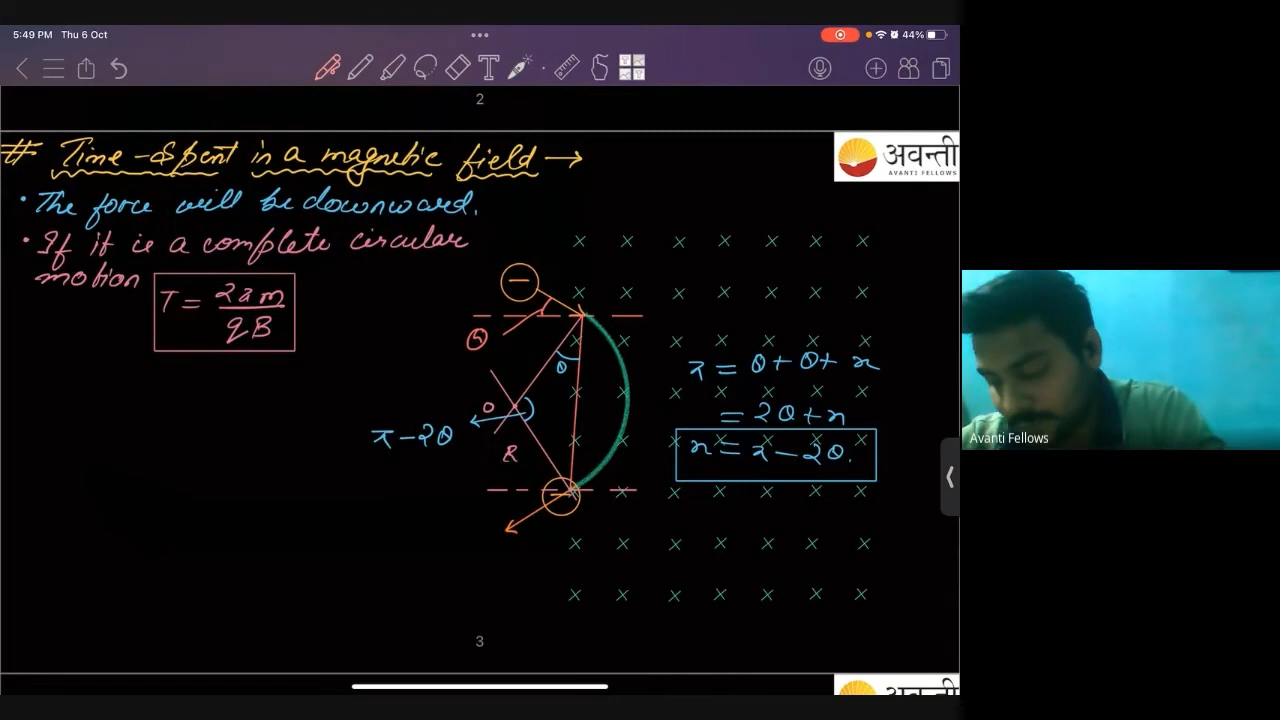 5:49 PM Thu 6 Oct
44%
2
# Time-Spent in a magnetic field →
अवन्ती
AVANTI FELLOWS
• The force will be downward.
• If it is a complete circular
motion
T = 2πm / qB
−
θ
θ
O
π-2θ
R
π = θ + θ + x
= 2θ + x
x = π - 2θ.
−
Avanti Fellows
3
अवन्ती